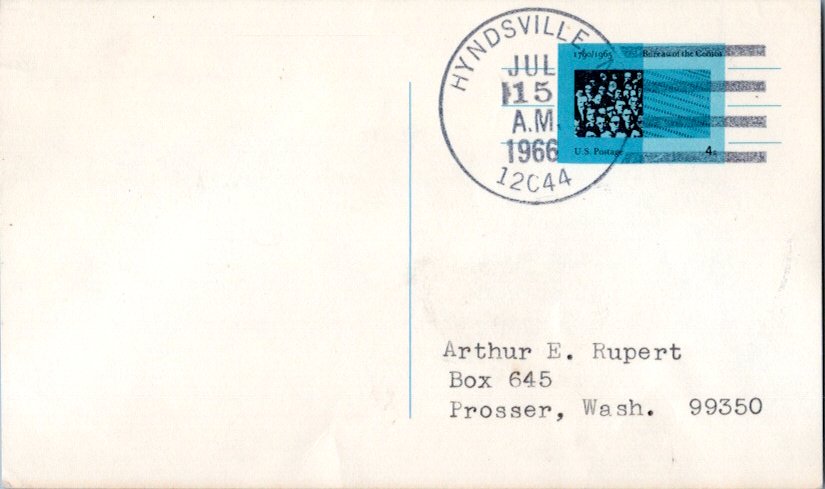 HYNDSVILLE
JUL
15
A.M.
1966
12044
1790/1965 Bureau of the Census
U.S. Postage 4¢
Arthur E. Rupert
Box 645
Prosser, Wash. 99350